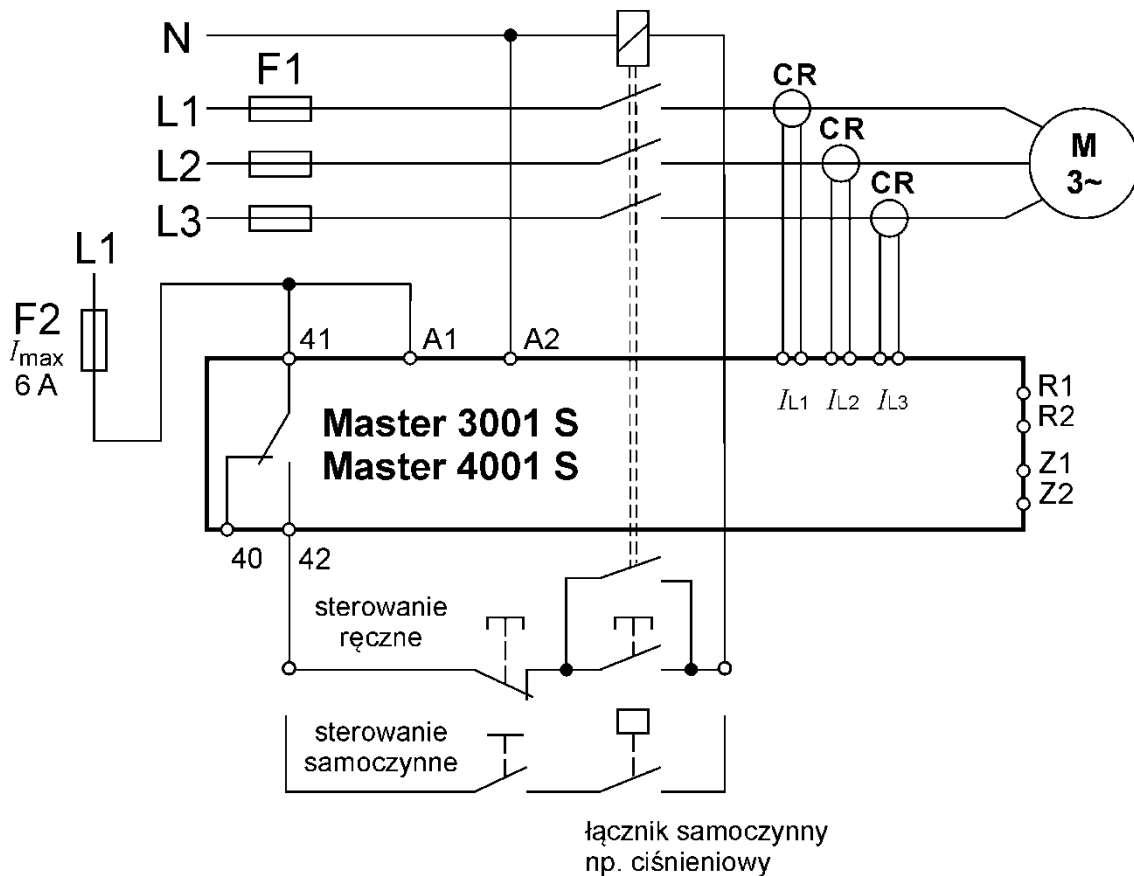 N
F1
L1
L2
L3
CR
CR
CR
M
3~
L1
F2
Imax
6 A
41
A1
A2
IL1
IL2
IL3
R1
R2
Z1
Z2
Master 3001 S
Master 4001 S
40
42
sterowanie
ręczne
sterowanie
samoczynne
łącznik samoczynny
np. ciśnieniowy